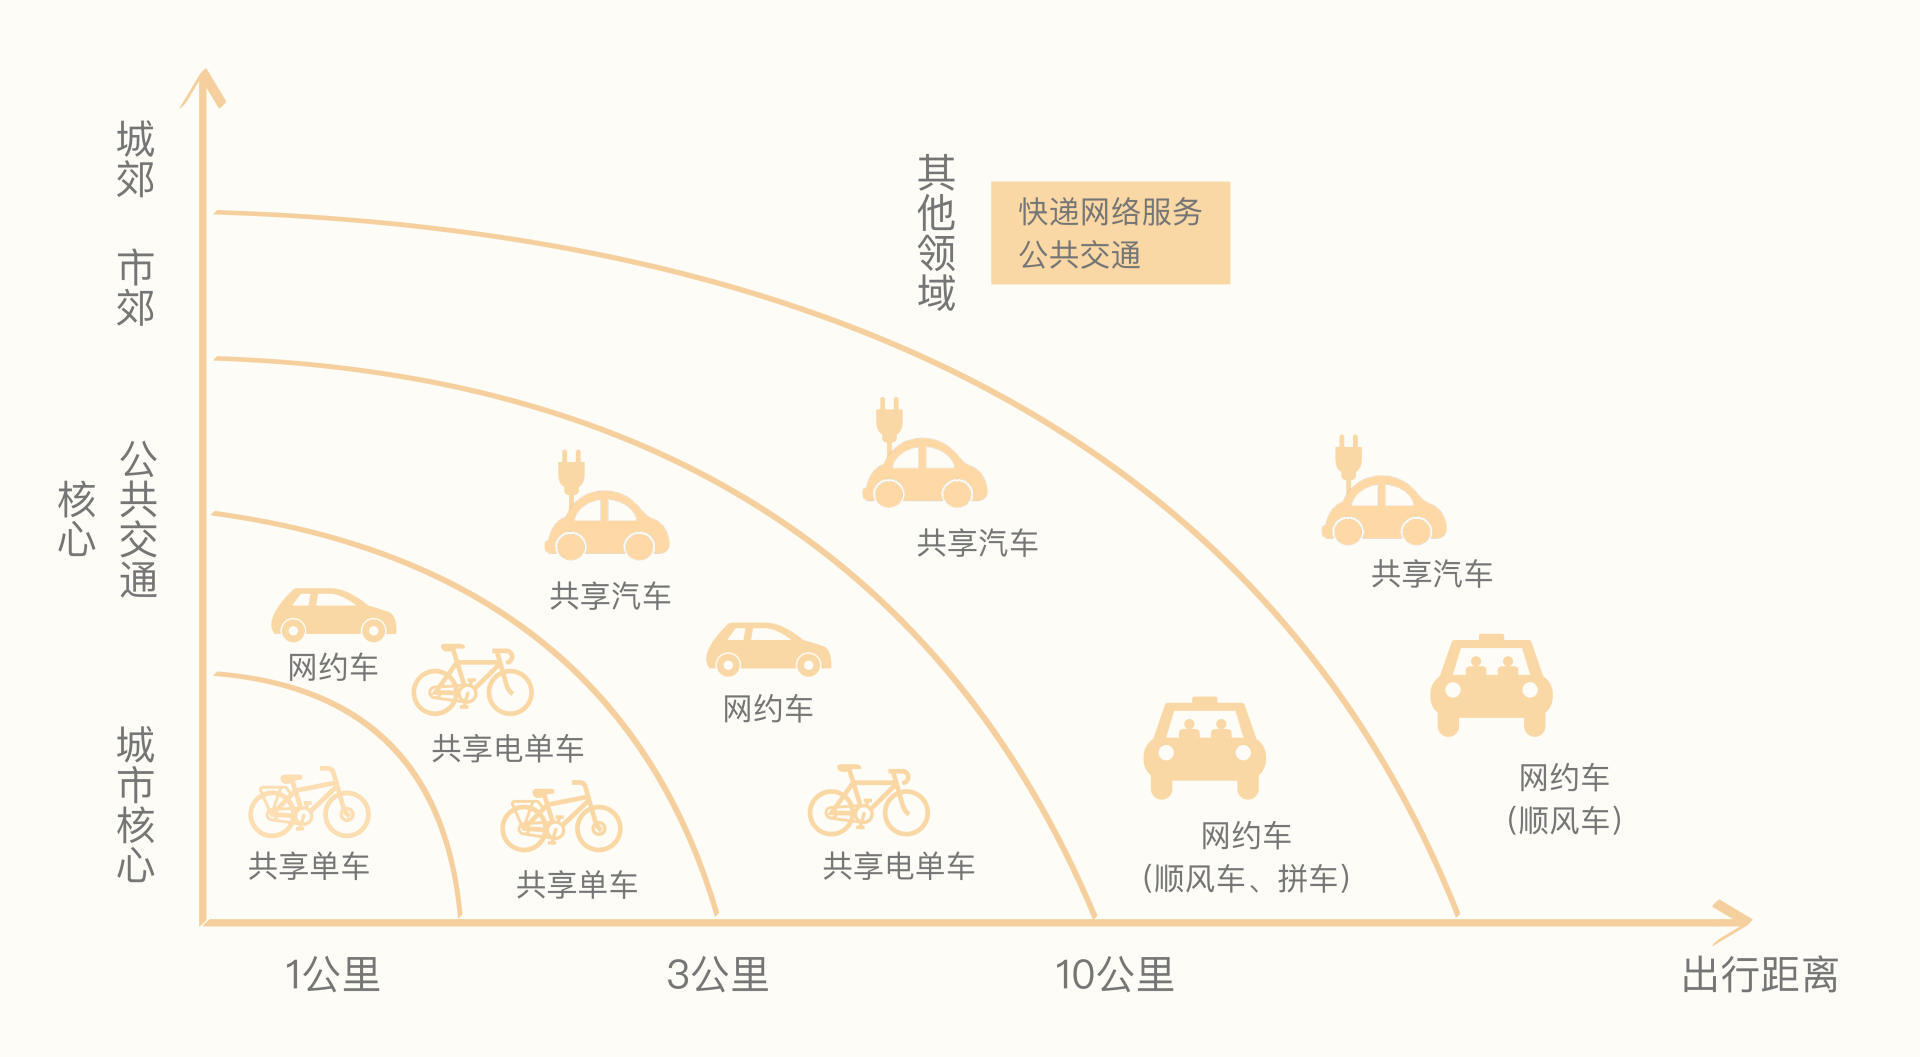 城郊
市郊
公共交通
核心
城市核心
其他领域
快递网络服务
公共交通
共享汽车
共享汽车
共享汽车
网约车
共享电单车
网约车
共享单车
共享单车
共享电单车
网约车
(顺风车、拼车)
网约车
(顺风车)
1公里
3公里
10公里
出行距离